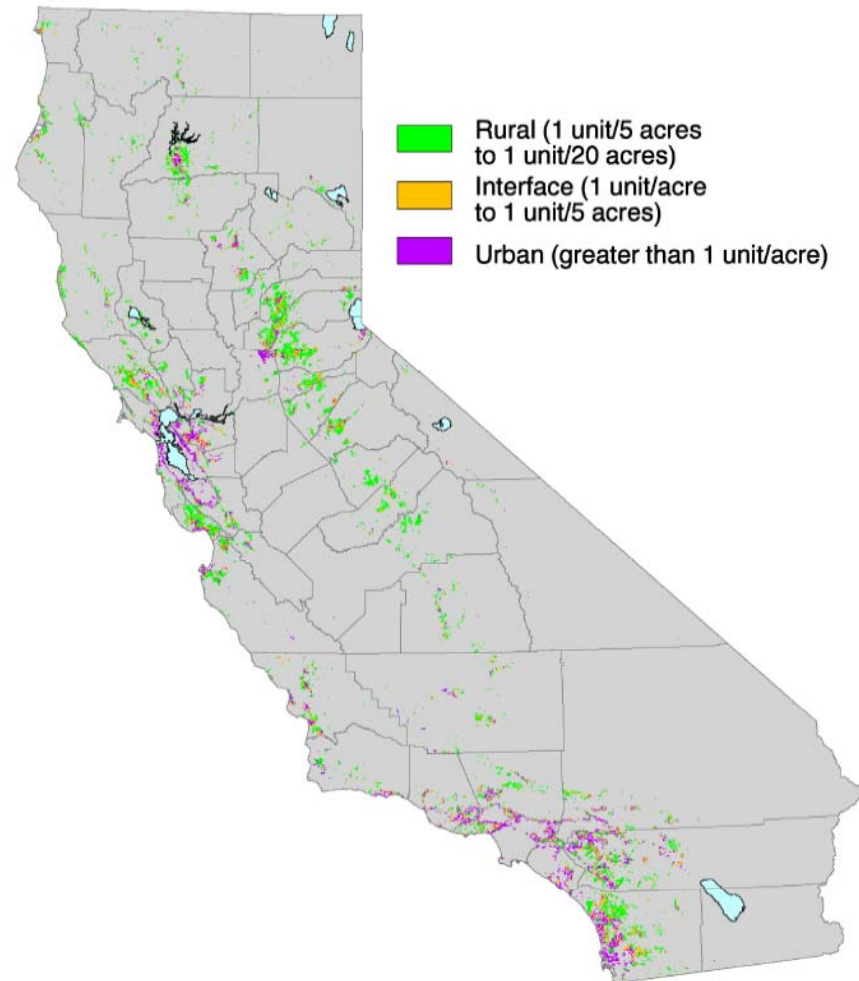 Rural (1 unit/5 acres
to 1 unit/20 acres)
Interface (1 unit/acre
to 1 unit/5 acres)
Urban (greater than 1 unit/acre)